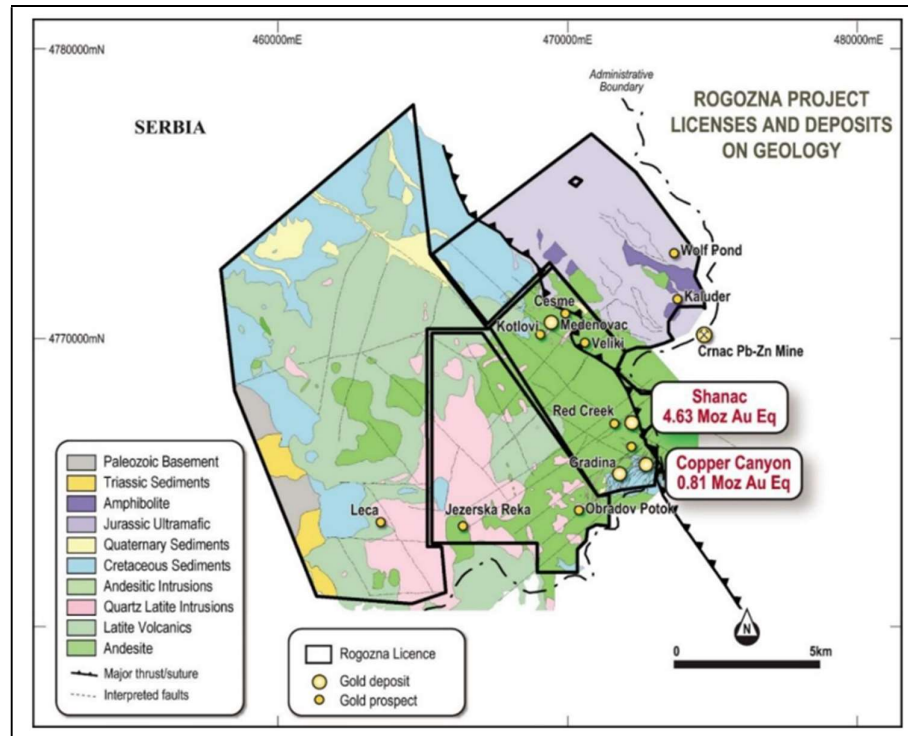 460000mE
470000mE
480000mE
4780000mN
4770000mN
Administrative
Boundary
SERBIA
ROGOZNA PROJECT
LICENSES AND DEPOSITS
ON GEOLOGY
Wolf Pond
Kaluder
Cesme
Kotlovi
Medenovac
Veliki
Crnac Pb-Zn Mine
Shanac
4.63 Moz Au Eq
Red Creek
Gradina
Copper Canyon
0.81 Moz Au Eq
Leca
Jezerska Reka
Obradov Potok
Paleozoic Basement
Triassic Sediments
Amphibolite
Jurassic Ultramafic
Quaternary Sediments
Cretaceous Sediments
Andesitic Intrusions
Quartz Latite Intrusions
Latite Volcanics
Andesite
Major thrust/suture
Interpreted faults
Rogozna Licence
Gold deposit
Gold prospect
N
0
5km